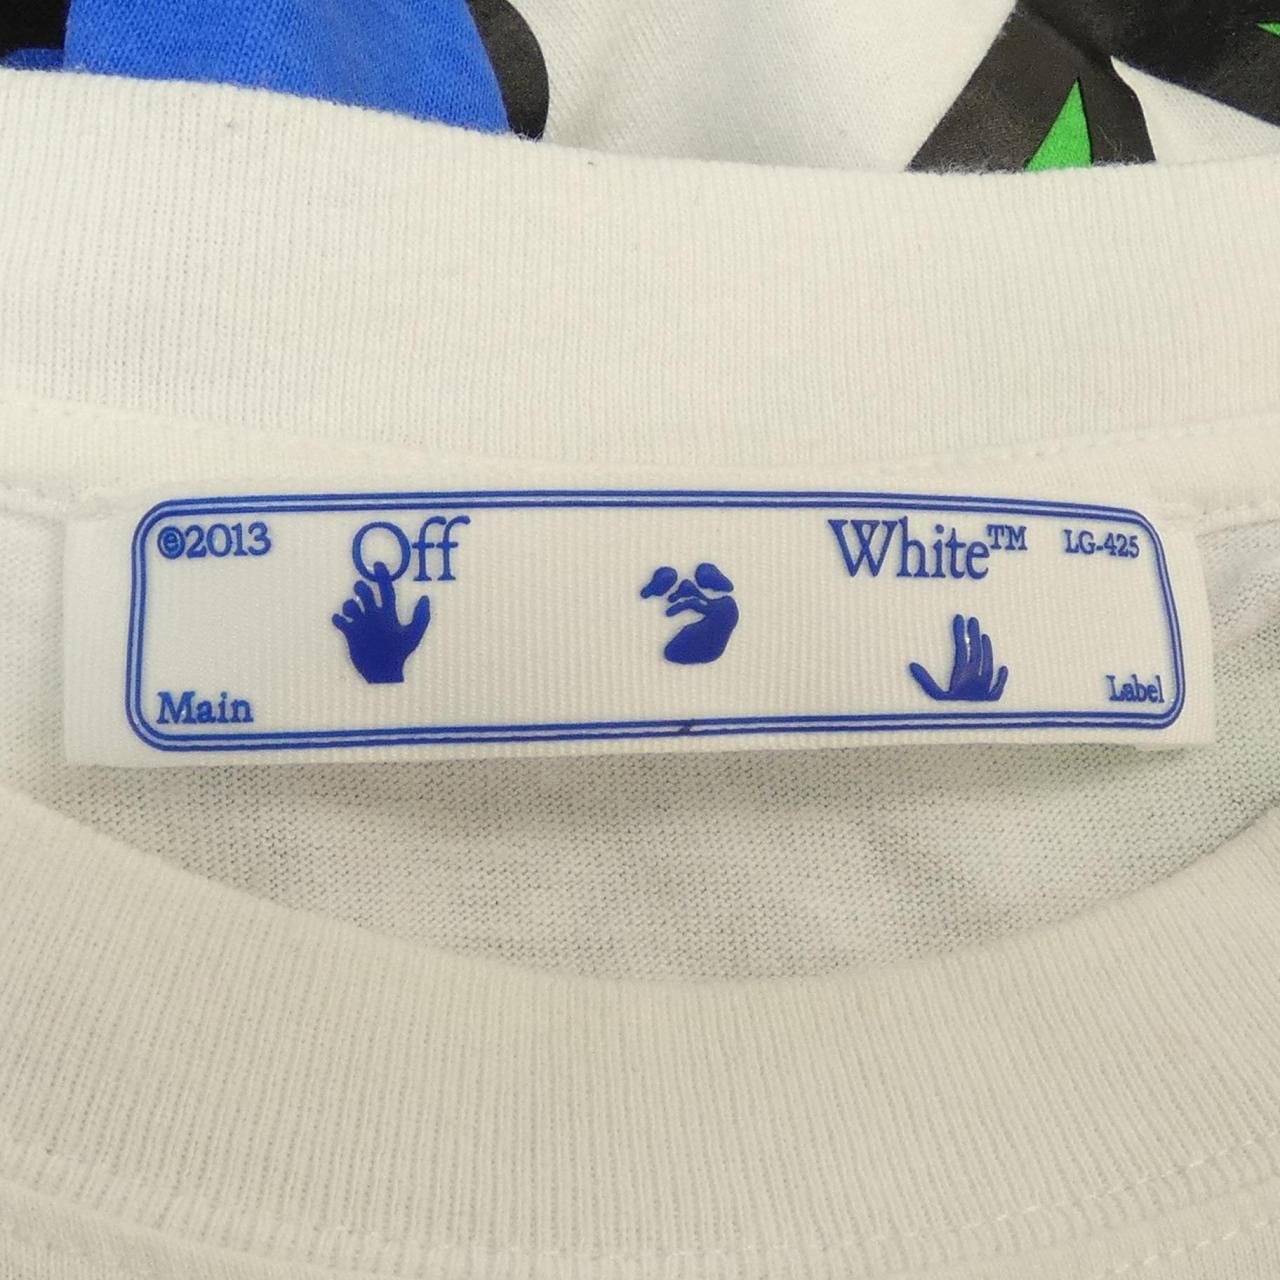 ©2013 Off White™ LG-425
Main Label